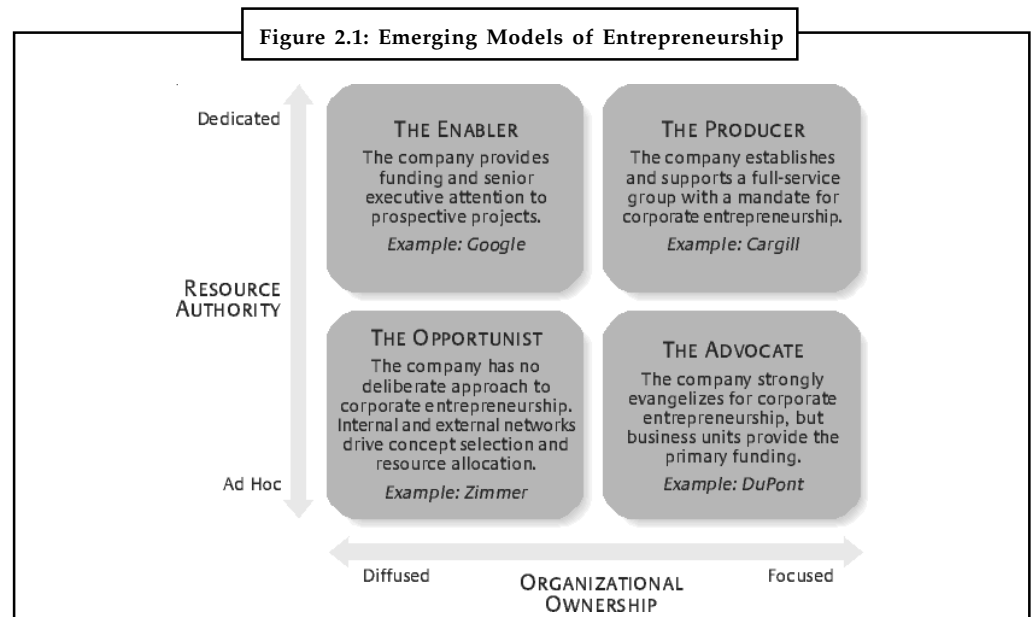 Figure 2.1: Emerging Models of Entrepreneurship
Dedicated
THE ENABLER
The company provides
funding and senior
executive attention to
prospective projects.
Example: Google
THE PRODUCER
The company establishes
and supports a full-service
group with a mandate for
corporate entrepreneurship.
Example: Cargill
RESOURCE
AUTHORITY
THE OPPORTUNIST
The company has no
deliberate approach to
corporate entrepreneurship.
Internal and external networks
drive concept selection and
resource allocation.
Example: Zimmer
THE ADVOCATE
The company strongly
evangelizes for corporate
entrepreneurship, but
business units provide the
primary funding.
Example: DuPont
Ad Hoc
Diffused
ORGANIZATIONAL
OWNERSHIP
Focused